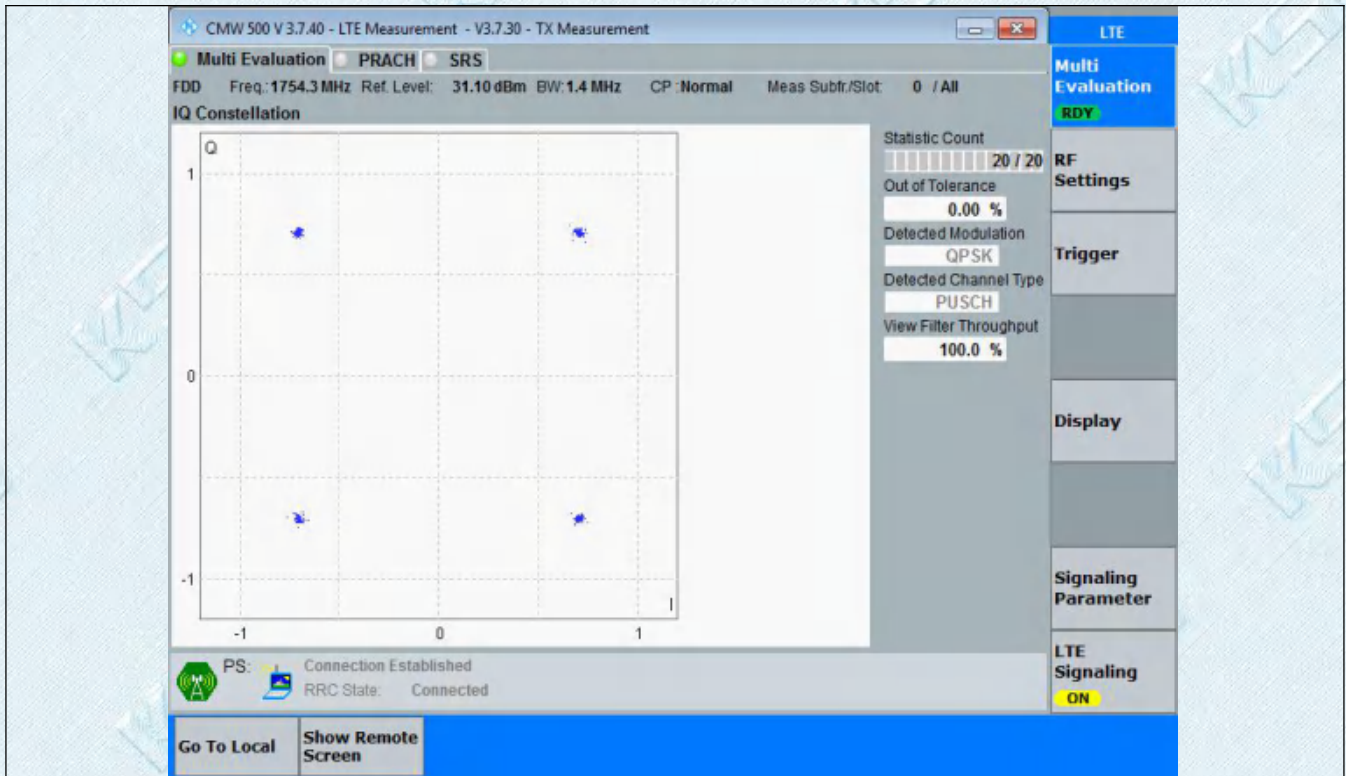 CMW 500 V 3.7.40 - LTE Measurement - V3.7.30 - TX Measurement
LTE
Multi Evaluation PRACH SRS
FDD Freq.: 1754.3 MHz Ref. Level: 31.10 dBm BW: 1.4 MHz CP :Normal Meas Subfr./Slot: 0 / All
IQ Constellation
Q
1
0
-1
I
-1 0 1
Statistic Count
20 / 20
Out of Tolerance
0.00 %
Detected Modulation
QPSK
Detected Channel Type
PUSCH
View Filter Throughput
100.0 %
Multi
Evaluation
RDY
RF
Settings
Trigger
Display
Signaling
Parameter
LTE
Signaling
ON
PS: Connection Established
RRC State: Connected
Go To Local
Show Remote
Screen